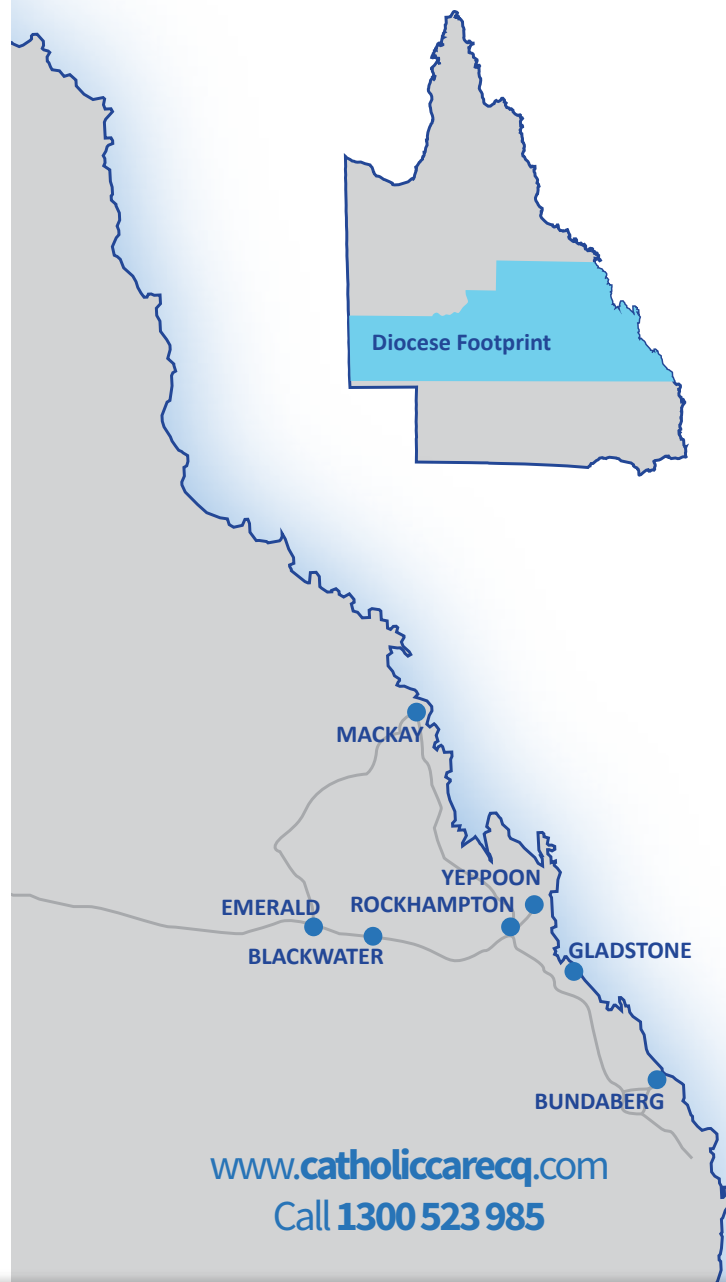 Diocese Footprint
MACKAY
YEPPOON
EMERALD
ROCKHAMPTON
BLACKWATER
GLADSTONE
BUNDABERG
www.catholiccarecq.com
Call 1300 523 985